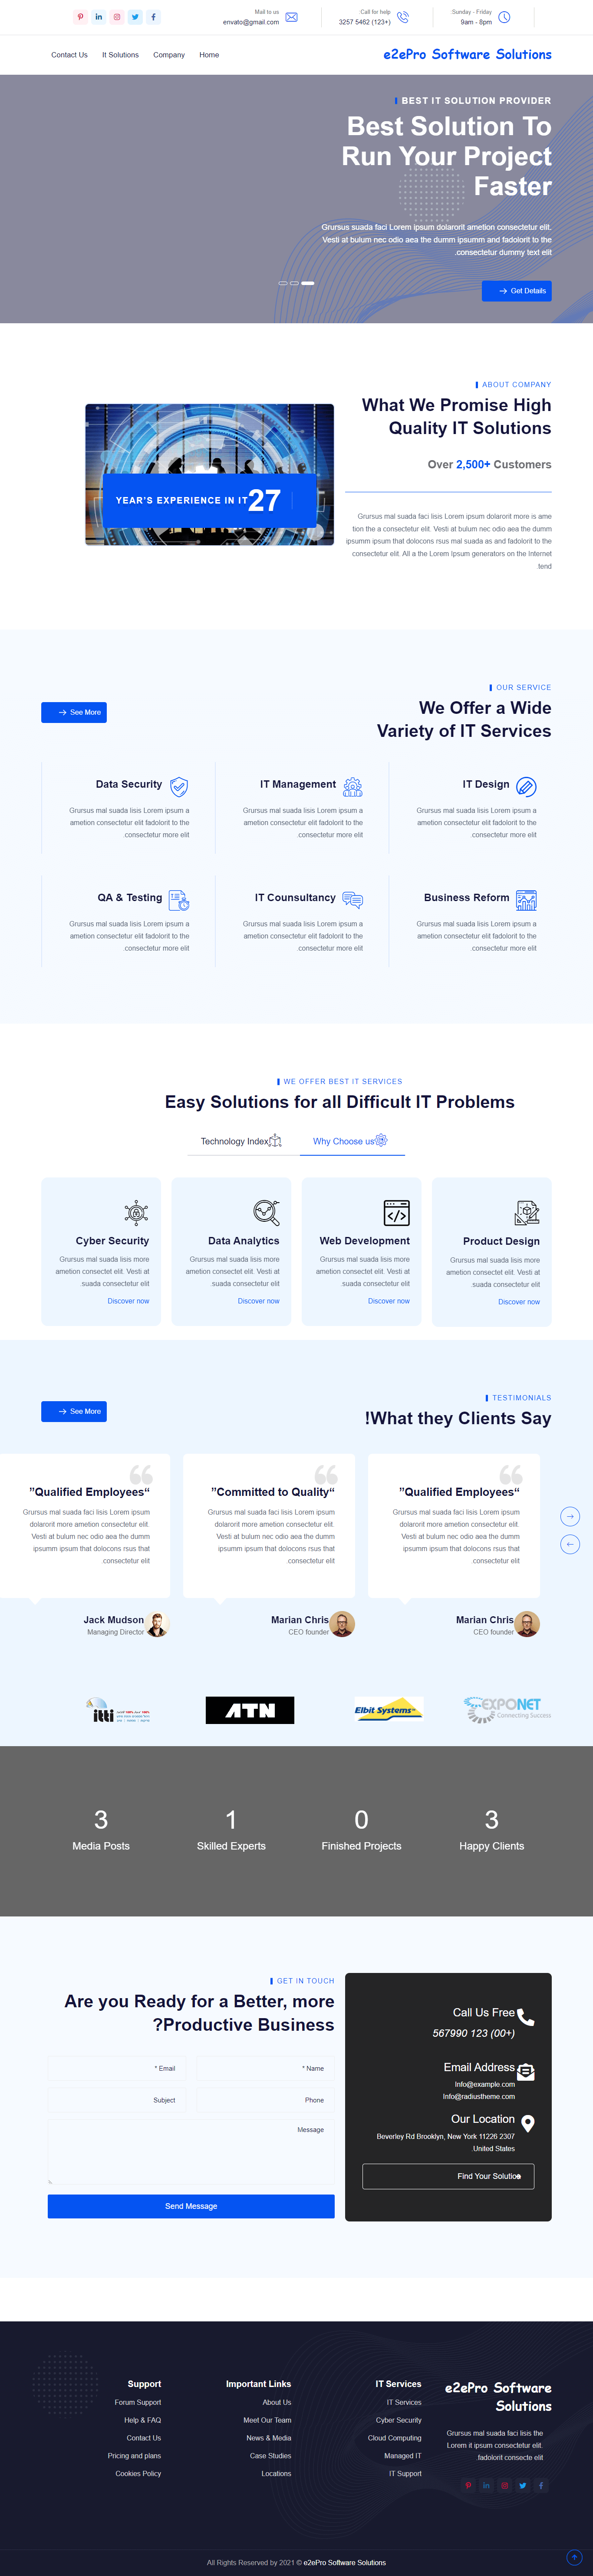 Sunday - Friday
9am - 8pm
Call for help
3257 5462 (123+)
Mail to us
envato@gmail.com
e2ePro Software Solutions
Home
Company
It Solutions
Contact Us
BEST IT SOLUTION PROVIDER
Best Solution To
Run Your Project
Faster
Grursus suada faci Lorem ipsum dolarorit ametion consectetur elit.
Vesti at bulum nec odio aea the dumm ipsumm and fadolorit to the
.consectetur dummy text elit
Get Details
ABOUT COMPANY
What We Promise High
Quality IT Solutions
Over 2,500+ Customers
Grursus mal suada faci lisis Lorem ipsum dolarorit more is ame
tion the a consectetur elit. Vesti at bulum nec odio aea the dumm
ipsumm ipsum that dolocons rsus mal suada as and fadolorit to the
consectetur elit. All a the Lorem Ipsum generators on the Internet
.tend
YEAR'S EXPERIENCE IN IT 27
OUR SERVICE
We Offer a Wide
Variety of IT Services
See More
IT Design
Grursus mal suada lisis Lorem ipsum a
ametion consectetur elit fadolorit to the
.consectetur more elit
IT Management
Grursus mal suada lisis Lorem ipsum a
ametion consectetur elit fadolorit to the
.consectetur more elit
Data Security
Grursus mal suada lisis Lorem ipsum a
ametion consectetur elit fadolorit to the
.consectetur more elit
Business Reform
Grursus mal suada lisis Lorem ipsum a
ametion consectetur elit fadolorit to the
.consectetur more elit
IT Counsultancy
Grursus mal suada lisis Lorem ipsum a
ametion consectetur elit fadolorit to the
.consectetur more elit
QA & Testing
Grursus mal suada lisis Lorem ipsum a
ametion consectetur elit fadolorit to the
.consectetur more elit
WE OFFER BEST IT SERVICES
Easy Solutions for all Difficult IT Problems
Why Choose us
Technology Index
Product Design
Grursus mal suada lisis more
ametion consectet elit. Vesti at
.suada consectetur elit
Discover now
Web Development
Grursus mal suada lisis more
ametion consectet elit. Vesti at
.suada consectetur elit
Discover now
Data Analytics
Grursus mal suada lisis more
ametion consectet elit. Vesti at
.suada consectetur elit
Discover now
Cyber Security
Grursus mal suada lisis more
ametion consectet elit. Vesti at
.suada consectetur elit
Discover now
TESTIMONIALS
!What they Clients Say
See More
”Qualified Employees“
Grursus mal suada faci lisis Lorem ipsum
dolarorit more ametion consectetur elit.
Vesti at bulum nec odio aea the dumm
ipsumm ipsum that dolocons rsus mal
.consectetur elit
Marian Chris
CEO founder
”Committed to Quality“
Grursus mal suada faci lisis Lorem ipsum
dolarorit more ametion consectetur elit.
Vesti at bulum nec odio aea the dumm
ipsumm ipsum that dolocons rsus mal
.consectetur elit
Marian Chris
CEO founder
”Qualified Employees“
Grursus mal suada faci lisis Lorem ipsum
dolarorit more ametion consectetur elit.
Vesti at bulum nec odio aea the dumm
ipsumm ipsum that dolocons rsus mal
.consectetur elit
Jack Mudson
Managing Director
EXPONET
Connecting Success
Elbit Systems™
ATN
itti
3
Happy Clients
0
Finished Projects
1
Skilled Experts
3
Media Posts
Call Us Free
567990 123 (00+)
Email Address
Info@example.com
Info@radiustheme.com
Our Location
Beverley Rd Brooklyn, New York 11226 2307
.United States
Find Your Solution
GET IN TOUCH
Are you Ready for a Better, more
?Productive Business
* Name
* Email
Phone
Subject
Message
Send Message
e2ePro Software
Solutions
Grursus mal suada faci lisis the
Lorem it ipsum consectetur elit.
.fadolorit consecte elit
IT Services
IT Services
Cyber Security
Cloud Computing
Managed IT
IT Support
Important Links
About Us
Meet Our Team
News & Media
Case Studies
Locations
Support
Forum Support
Help & FAQ
Contact Us
Pricing and plans
Cookies Policy
All Rights Reserved by 2021 © e2ePro Software Solutions